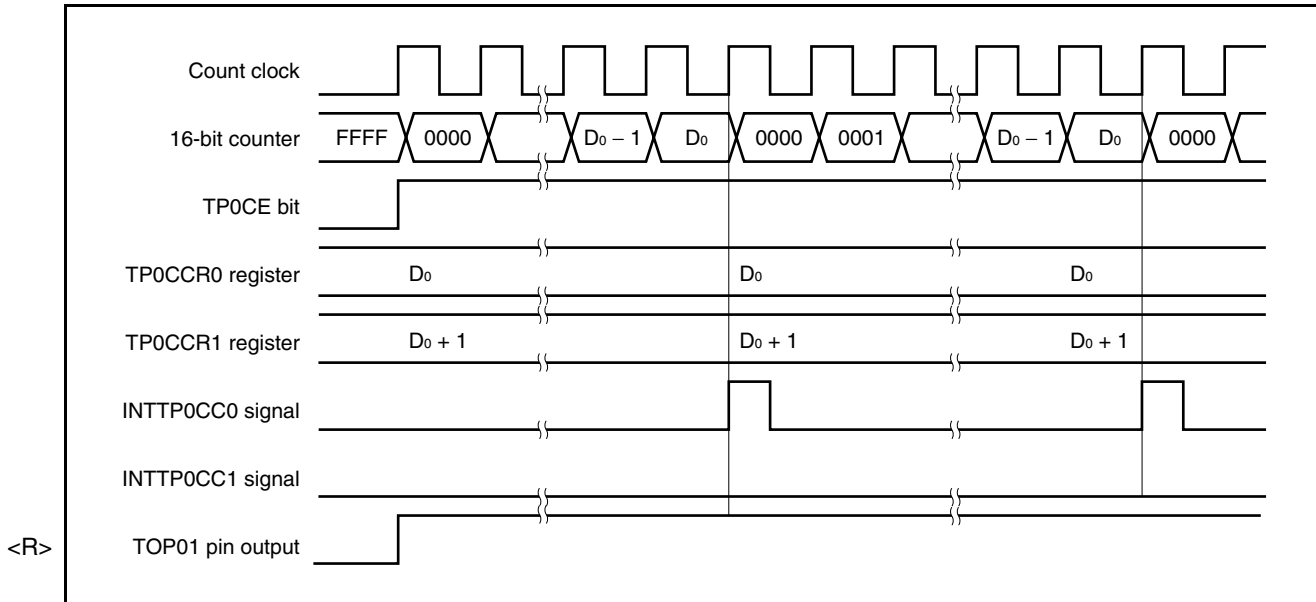 Count clock
16-bit counter FFFF 0000 D₀ − 1 D₀ 0000 0001 D₀ − 1 D₀ 0000
TP0CE bit
TP0CCR0 register D₀ D₀ D₀
TP0CCR1 register D₀ + 1 D₀ + 1 D₀ + 1
INTTP0CC0 signal
INTTP0CC1 signal
<R> TOP01 pin output